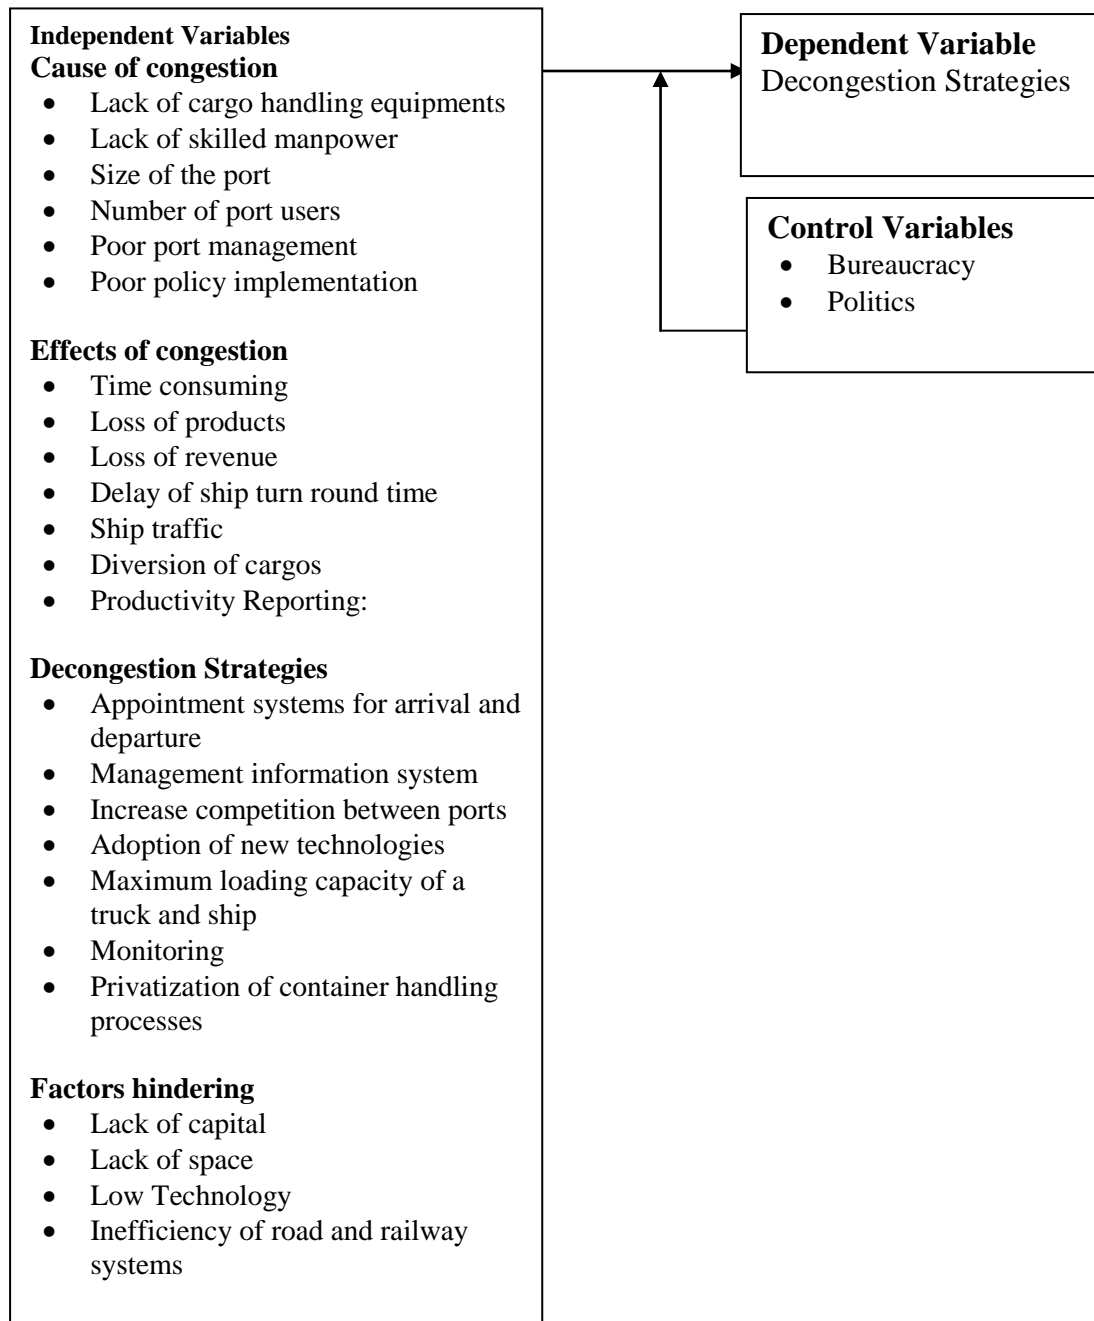 Independent Variables
Cause of congestion
• Lack of cargo handling equipments
• Lack of skilled manpower
• Size of the port
• Number of port users
• Poor port management
• Poor policy implementation
Effects of congestion
• Time consuming
• Loss of products
• Loss of revenue
• Delay of ship turn round time
• Ship traffic
• Diversion of cargos
• Productivity Reporting:
Decongestion Strategies
• Appointment systems for arrival and
departure
• Management information system
• Increase competition between ports
• Adoption of new technologies
• Maximum loading capacity of a
truck and ship
• Monitoring
• Privatization of container handling
processes
Factors hindering
• Lack of capital
• Lack of space
• Low Technology
• Inefficiency of road and railway
systems
Dependent Variable
Decongestion Strategies
Control Variables
• Bureaucracy
• Politics